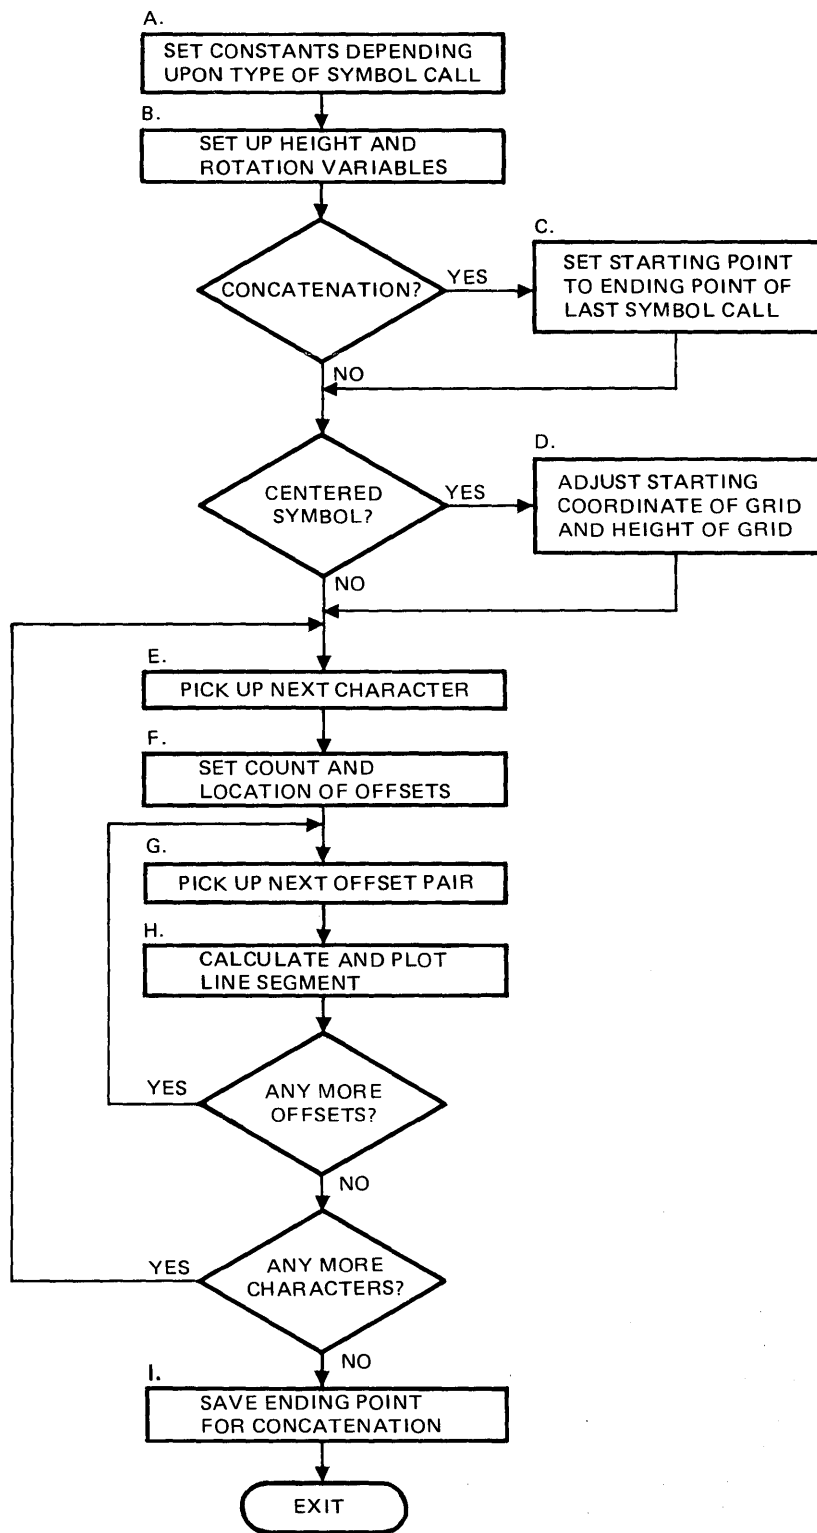 A.
SET CONSTANTS DEPENDING
UPON TYPE OF SYMBOL CALL
B.
SET UP HEIGHT AND
ROTATION VARIABLES
CONCATENATION?
YES
C.
SET STARTING POINT
TO ENDING POINT OF
LAST SYMBOL CALL
NO
CENTERED
SYMBOL?
YES
D.
ADJUST STARTING
COORDINATE OF GRID
AND HEIGHT OF GRID
NO
E.
PICK UP NEXT CHARACTER
F.
SET COUNT AND
LOCATION OF OFFSETS
G.
PICK UP NEXT OFFSET PAIR
H.
CALCULATE AND PLOT
LINE SEGMENT
YES
ANY MORE
OFFSETS?
NO
YES
ANY MORE
CHARACTERS?
NO
I.
SAVE ENDING POINT
FOR CONCATENATION
EXIT